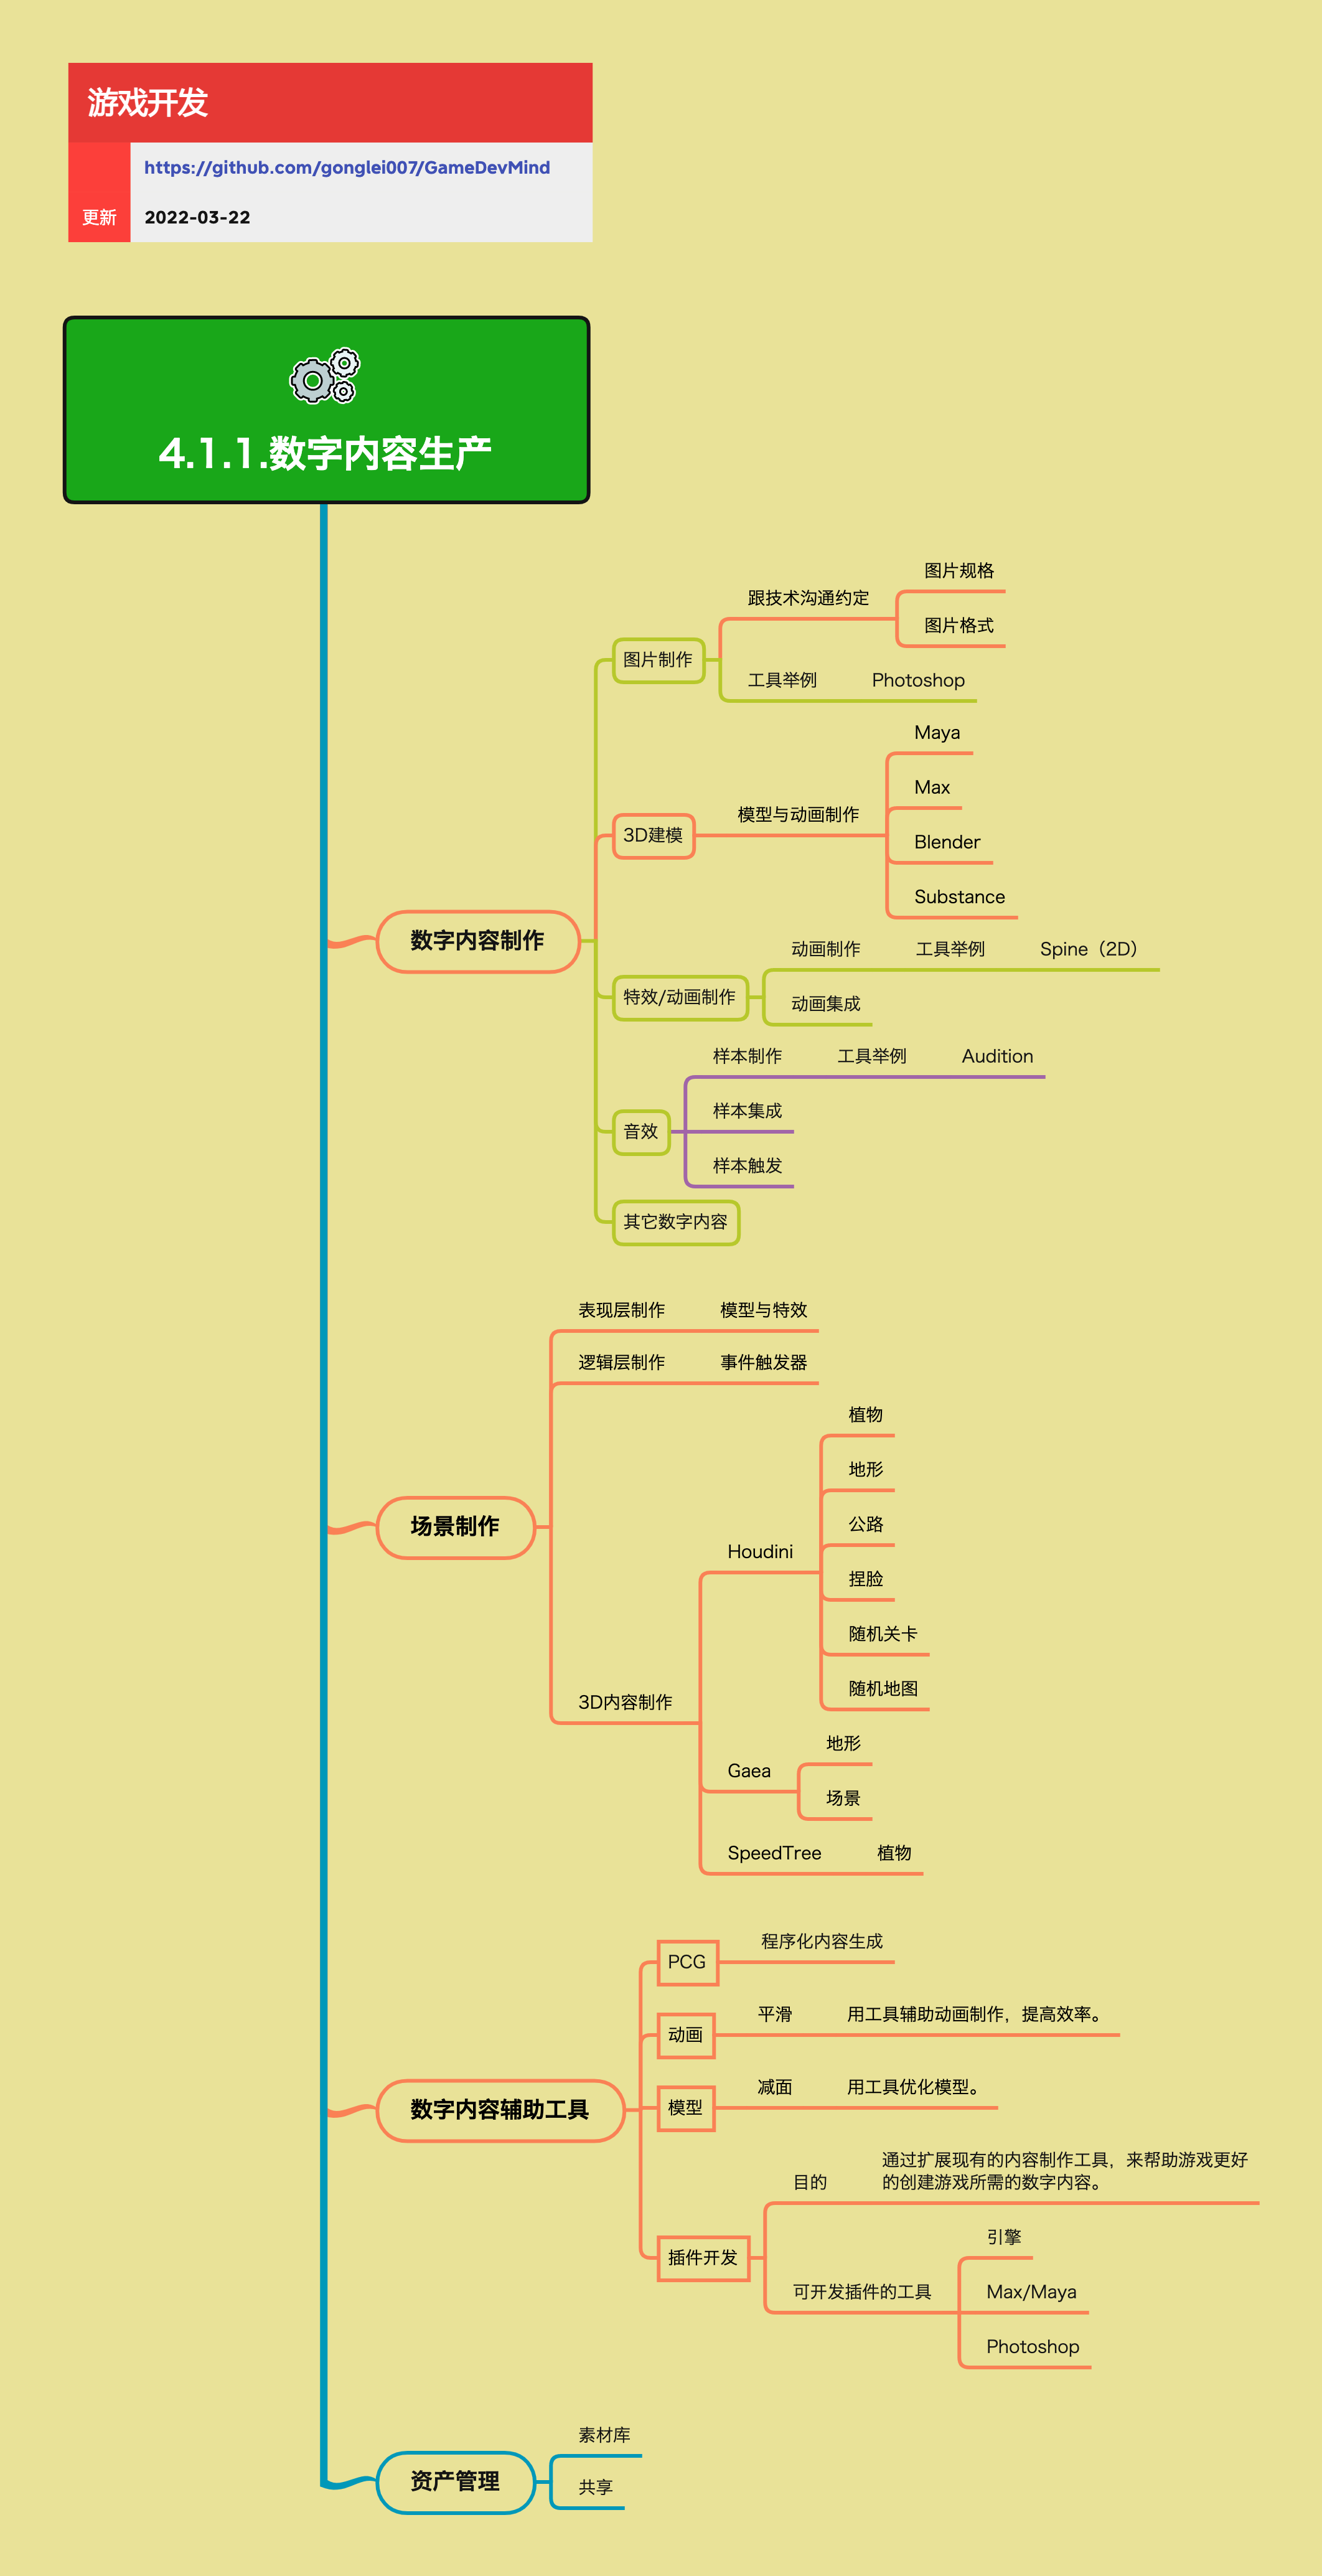 游戏开发
https://github.com/gonglei007/GameDevMind
更新
2022-03-22
4.1.1.数字内容生产
数字内容制作
图片制作
跟技术沟通约定
图片规格
图片格式
工具举例
Photoshop
3D建模
模型与动画制作
Maya
Max
Blender
Substance
特效/动画制作
动画制作
工具举例
Spine（2D）
动画集成
音效
样本制作
工具举例
Audition
样本集成
样本触发
其它数字内容
场景制作
表现层制作
模型与特效
逻辑层制作
事件触发器
3D内容制作
Houdini
植物
地形
公路
捏脸
随机关卡
随机地图
Gaea
地形
场景
SpeedTree
植物
数字内容辅助工具
PCG
程序化内容生成
动画
平滑
用工具辅助动画制作，提高效率。
模型
减面
用工具优化模型。
插件开发
目的
通过扩展现有的内容制作工具，来帮助游戏更好
的创建游戏所需的数字内容。
可开发插件的工具
引擎
Max/Maya
Photoshop
资产管理
素材库
共享